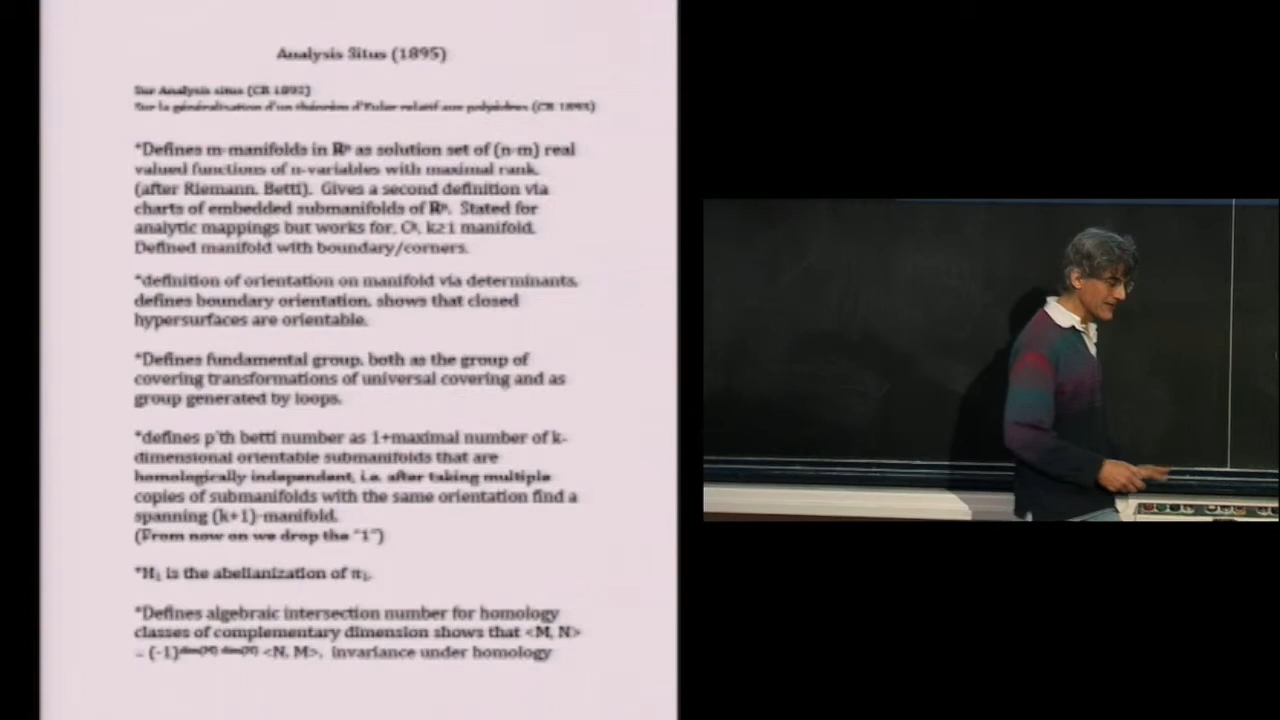 Analysis Situs (1895)
Sur Analysis situs (CR 1892)
Sur la généralisation d'un théorème d'Euler relatif aux polyèdres (CR 1893)
*Defines m-manifolds in ℝⁿ as solution set of (n-m) real
valued functions of n-variables with maximal rank.
(after Riemann, Betti). Gives a second definition via
charts of embedded submanifolds of ℝⁿ. Stated for
analytic mappings but works for, Cᵏ, k≥1 manifold.
Defined manifold with boundary/corners.
*definition of orientation on manifold via determinants,
defines boundary orientation, shows that closed
hypersurfaces are orientable.
*Defines fundamental group, both as the group of
covering transformations of universal covering and as
group generated by loops.
*defines p'th betti number as 1+maximal number of k-
dimensional orientable submanifolds that are
homologically independent, i.e. after taking multiple
copies of submanifolds with the same orientation find a
spanning (k+1)-manifold.
(From now on we drop the "1")
*H₁ is the abelianization of π₁.
*Defines algebraic intersection number for homology
classes of complementary dimension shows that <M, N>
= (-1)^dim(M) dim(N) <N, M>. invariance under homology